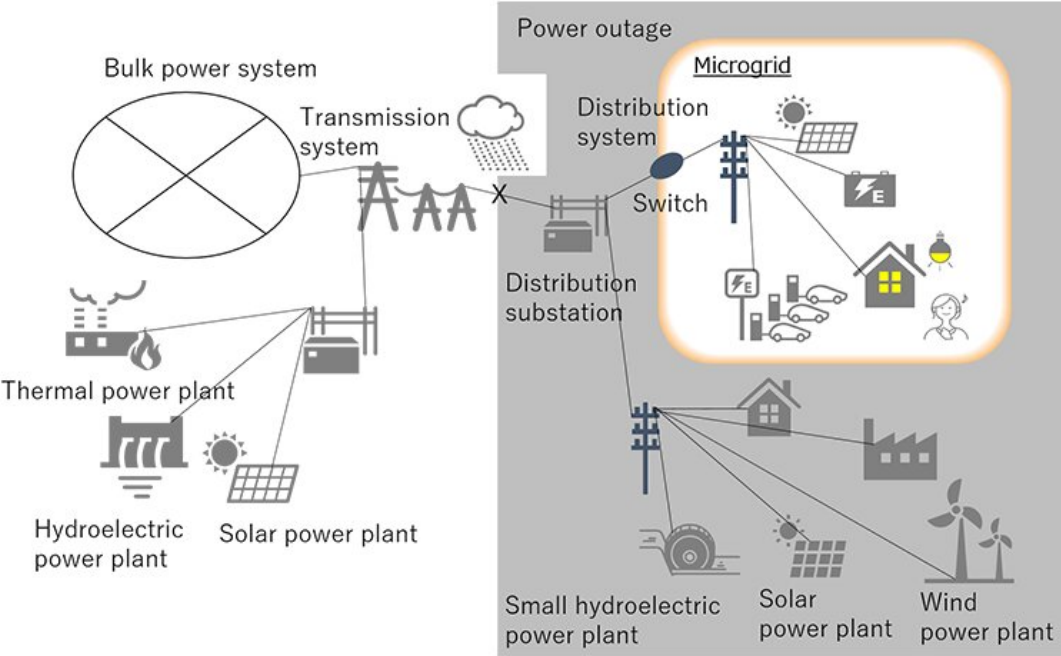 Power outage
Bulk power system
Microgrid
Transmission
system
Distribution
system
Switch
E
Distribution
substation
E
Thermal power plant
Hydroelectric
power plant
Solar power plant
Small hydroelectric
power plant
Solar
power plant
Wind
power plant
X